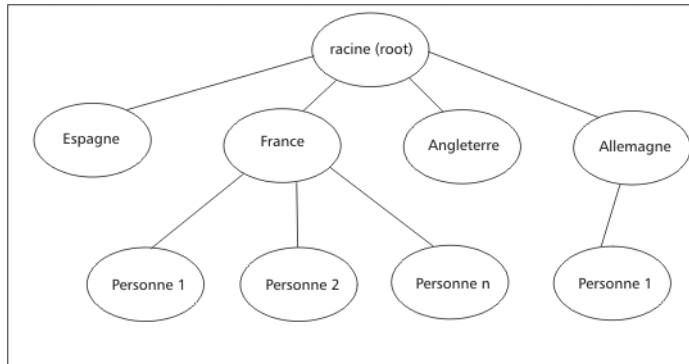 racine (root)
Espagne
France
Angleterre
Allemagne
Personne 1
Personne 2
Personne n
Personne 1